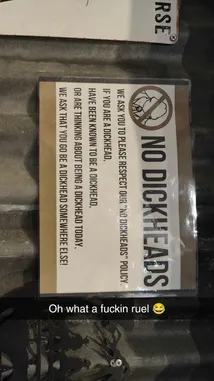 RSE
NO DICKHEADS
WE ASK YOU TO PLEASE RESPECT OUR "NO DICKHEADS" POLICY.
IF YOU ARE A DICKHEAD,
HAVE BEEN KNOWN TO BE A DICKHEAD,
OR ARE THINKING ABOUT BEING A DICKHEAD TODAY,
WE ASK THAT YOU GO BE A DICKHEAD SOMEWHERE ELSE!
Oh what a fuckin ruel 😂